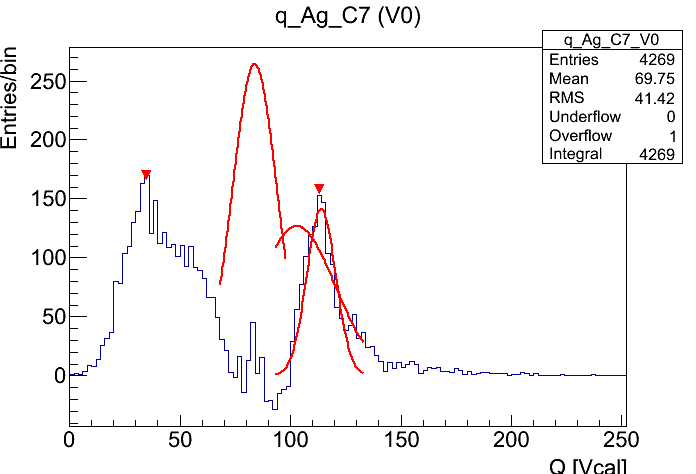 q_Ag_C7 (V0)
q_Ag_C7_V0
Entries 4269
Mean 69.75
RMS 41.42
Underflow 0
Overflow 1
Integral 4269
Entries/bin
250
200
150
100
50
0
0 50 100 150 200 250
Q [Vcal]